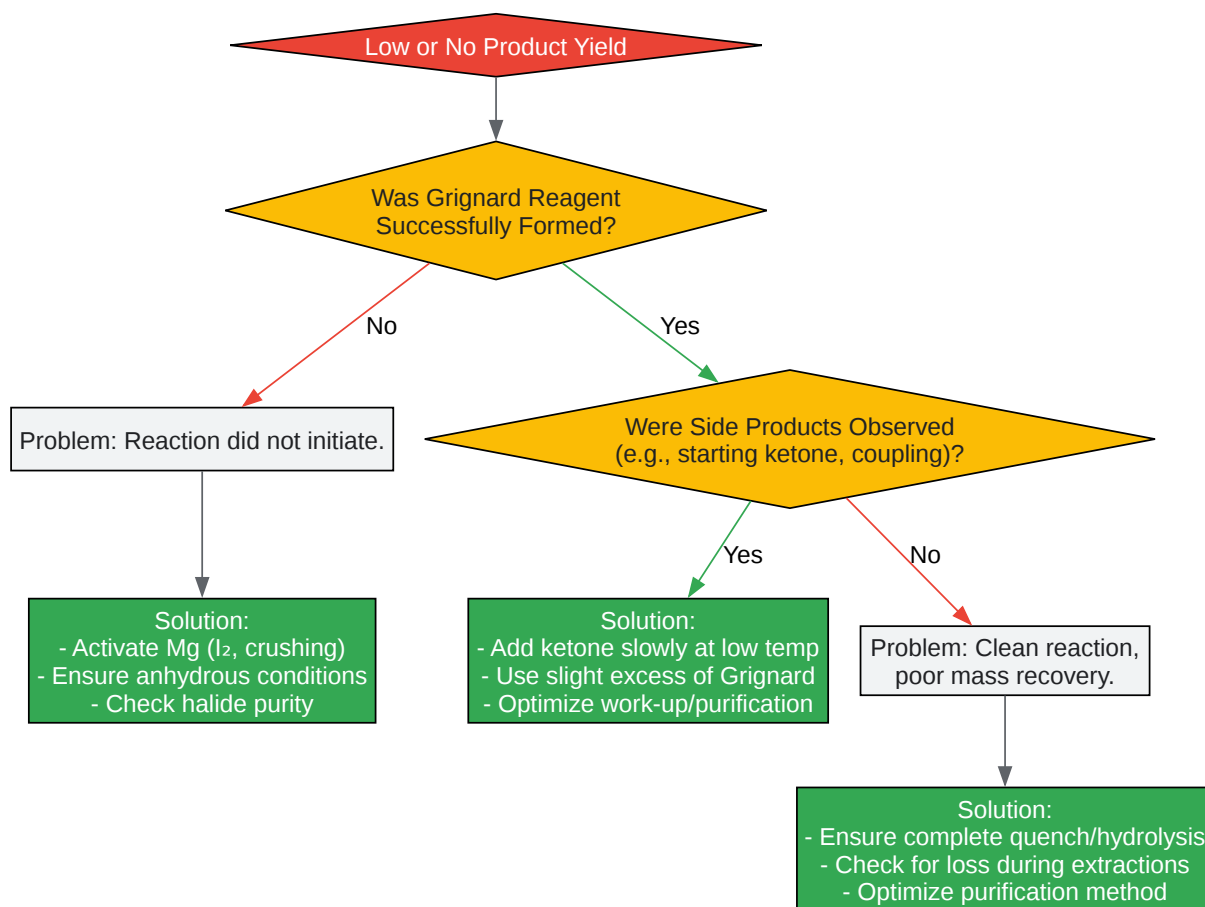 Low or No Product Yield
Was Grignard Reagent
Successfully Formed?
No
Yes
Problem: Reaction did not initiate.
Were Side Products Observed
(e.g., starting ketone, coupling)?
Yes
No
Solution:
- Activate Mg (I₂, crushing)
- Ensure anhydrous conditions
- Check halide purity
Solution:
- Add ketone slowly at low temp
- Use slight excess of Grignard
- Optimize work-up/purification
Problem: Clean reaction,
poor mass recovery.
Solution:
- Ensure complete quench/hydrolysis
- Check for loss during extractions
- Optimize purification method